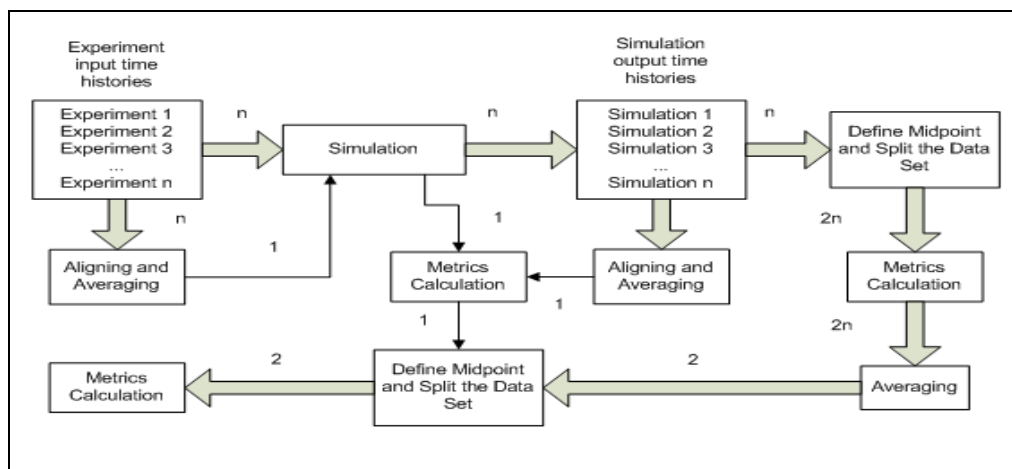 Experiment
input time
histories
Simulation
output time
histories
Experiment 1
Experiment 2
Experiment 3
...
Experiment n
n
Simulation
n
Simulation 1
Simulation 2
Simulation 3
...
Simulation n
n
Define Midpoint
and Split the Data
Set
n
1
1
2n
Aligning and
Averaging
Metrics
Calculation
Aligning and
Averaging
Metrics
Calculation
1
1
2n
Metrics
Calculation
2
Define Midpoint
and Split the Data
Set
2
Averaging